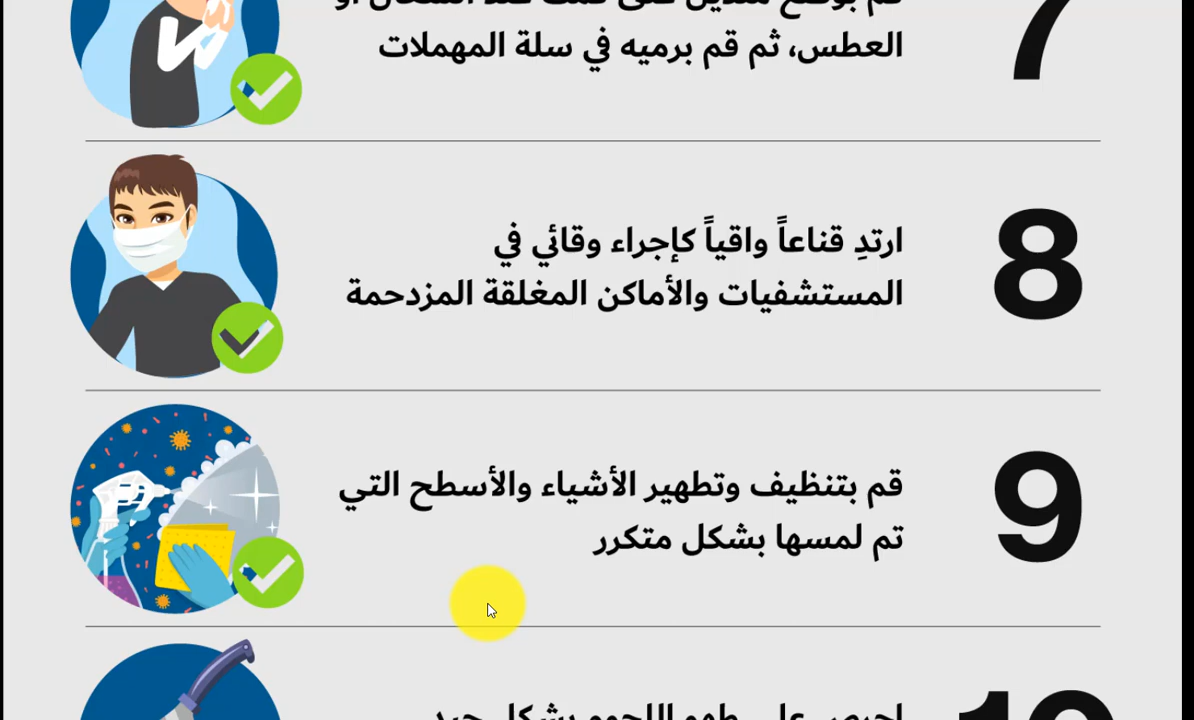 7
العطس، ثم قم برميه في سلة المهملات
8
ارتدِ قناعاً واقياً كإجراء وقائي في
المستشفيات والأماكن المغلقة المزدحمة
9
قم بتنظيف وتطهير الأشياء والأسطح التي
تم لمسها بشكل متكرر
10